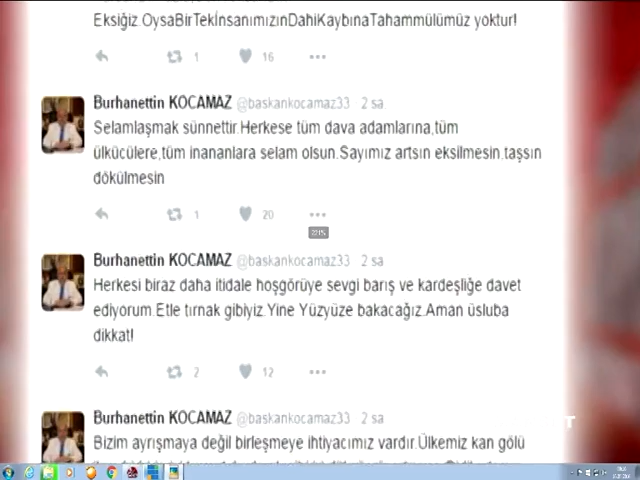 Eksiğiz.OysaBirTekİnsanımızınDahiKaybınaTahammülümüz yoktur!
1 16
Burhanettin KOCAMAZ @baskankocamaz33 2 sa
Selamlaşmak sünnettir.Herkese tüm dava adamlarına,tüm
ülkücülere,tüm inananlara selam olsun.Sayımız artsın eksilmesin.taşsın
dökülmesin
1 20
Burhanettin KOCAMAZ @baskankocamaz33 2 sa
Herkesi biraz daha itidale hoşgörüye sevgi barış ve kardeşliğe davet
ediyorum.Etle tırnak gibiyiz.Yine Yüzyüze bakacağız.Aman üsluba
dikkat!
2 12
Burhanettin KOCAMAZ @baskankocamaz33 2 sa
Bizim ayrışmaya değil birleşmeye ihtiyacımız vardır.Ülkemiz kan gölü